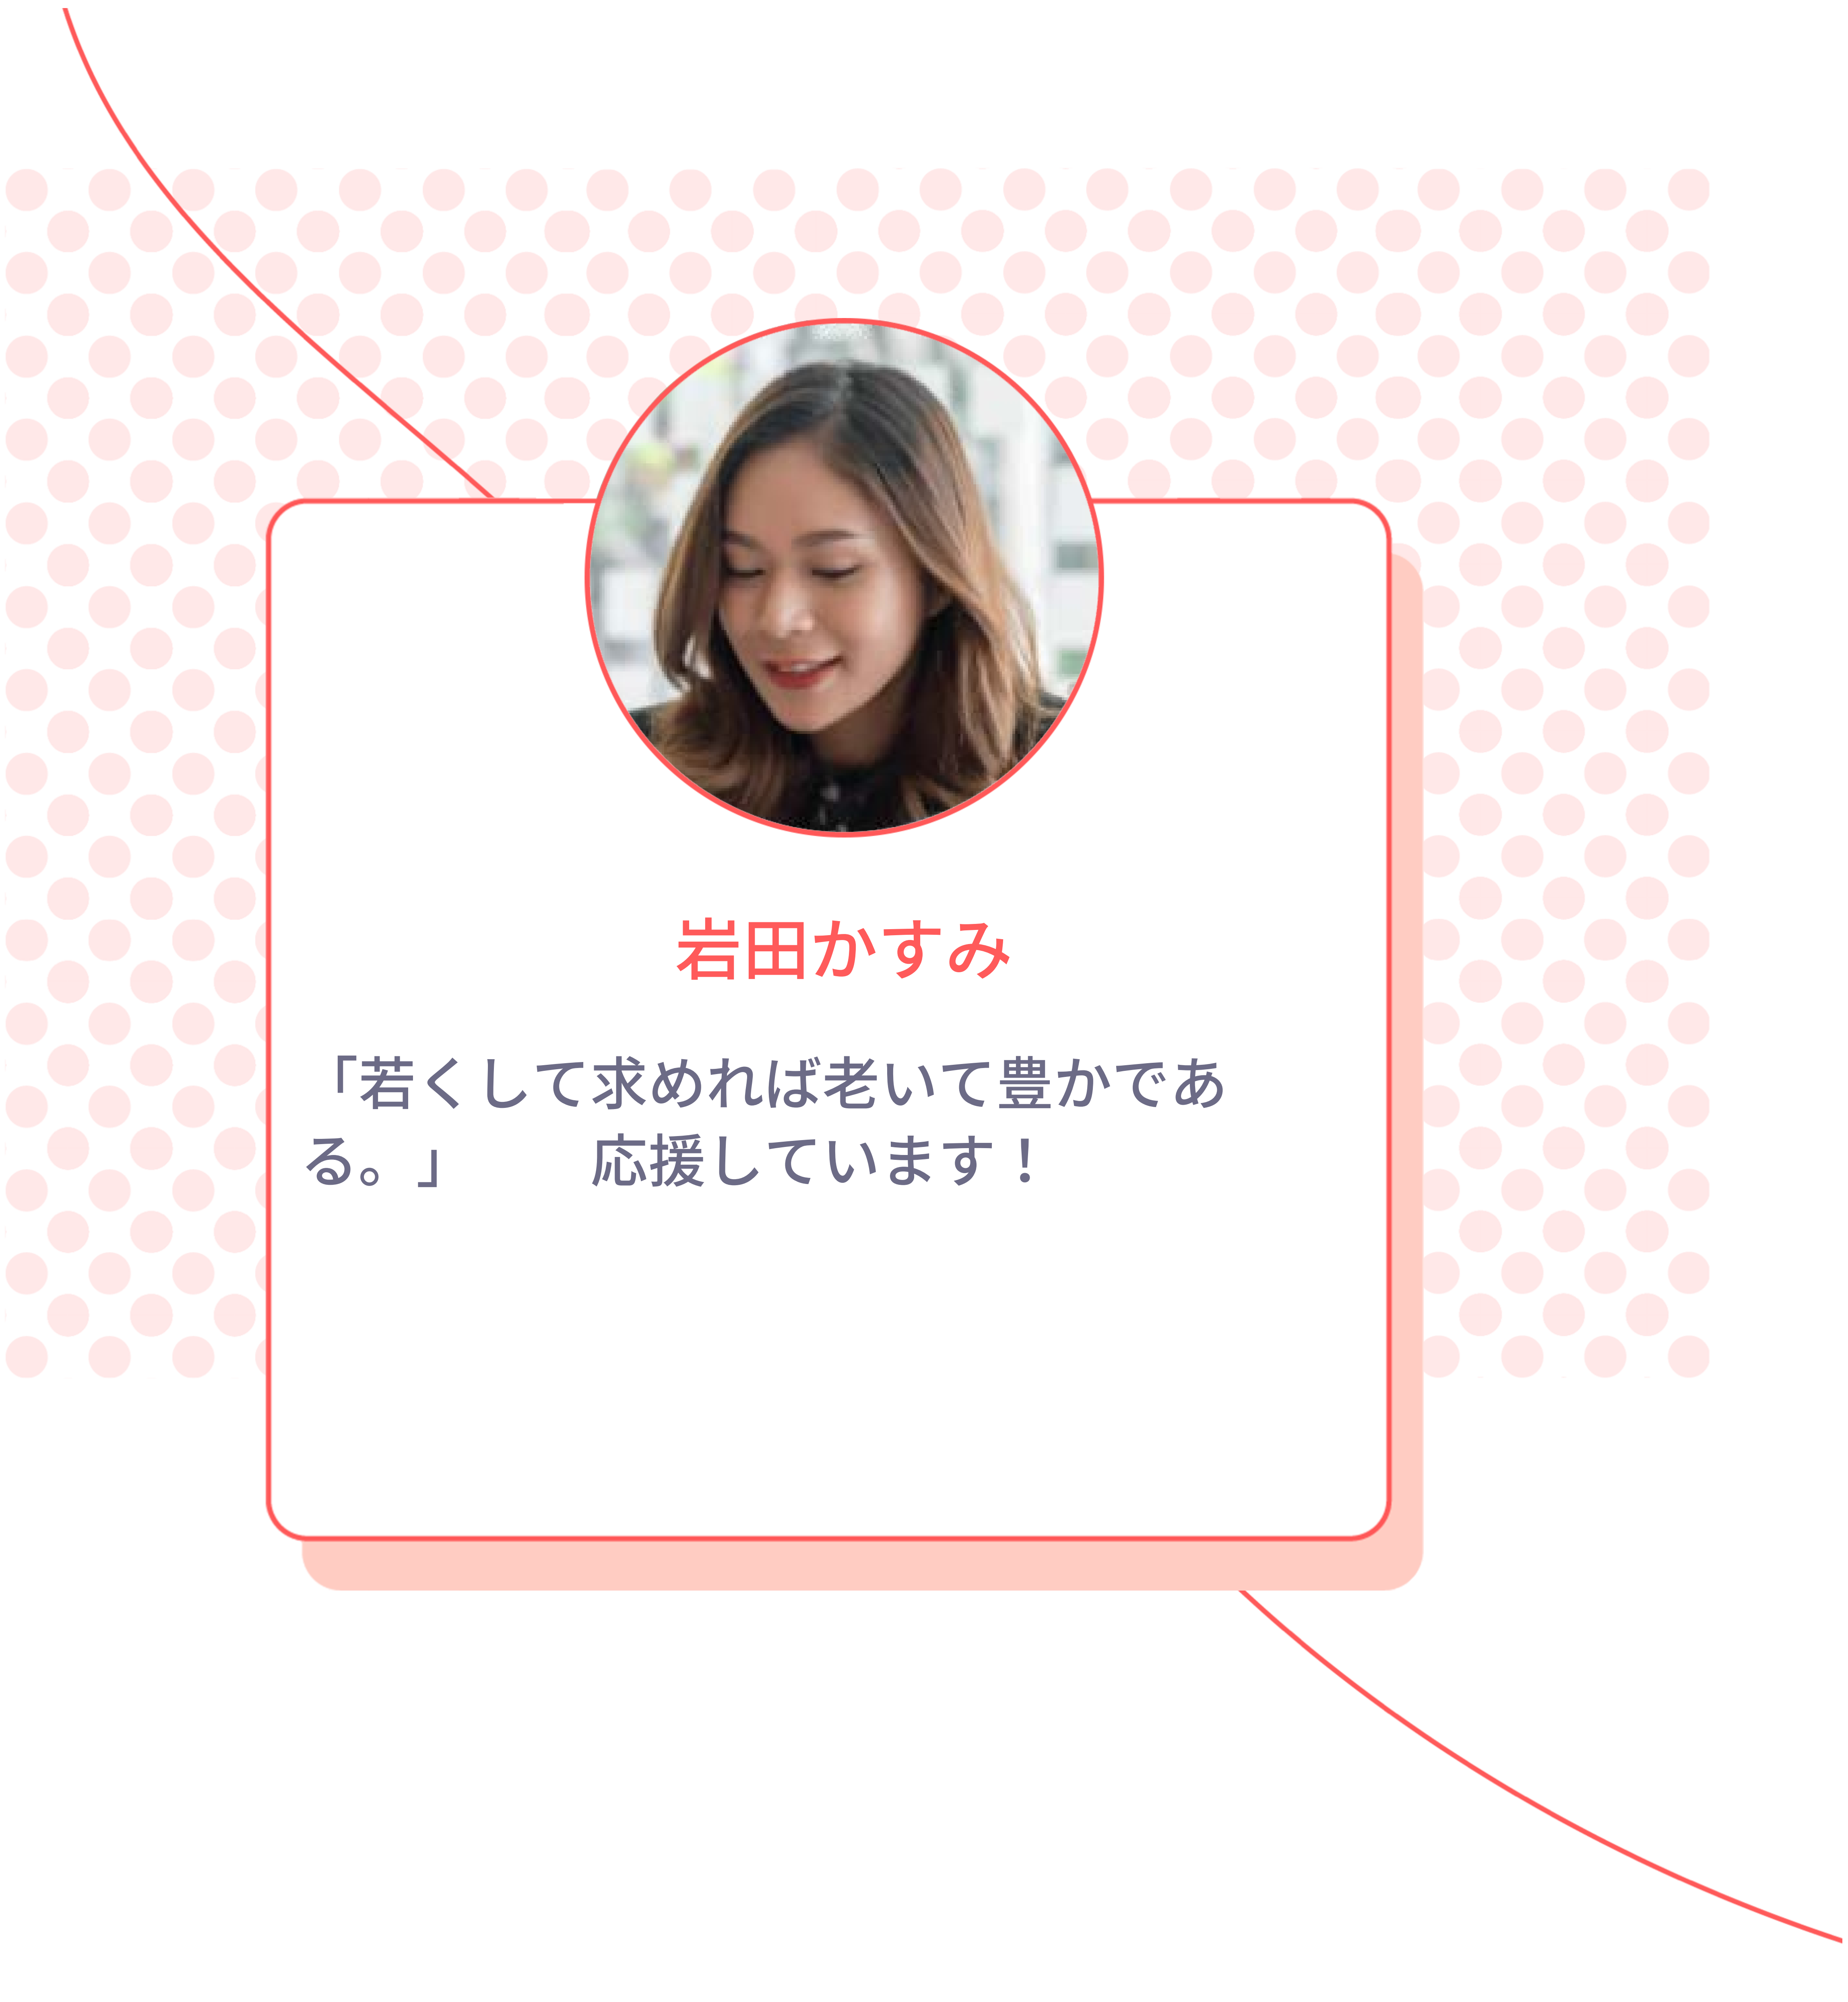 岩田かすみ
「若くして求めれば老いて豊かであ
る。」　　応援しています！